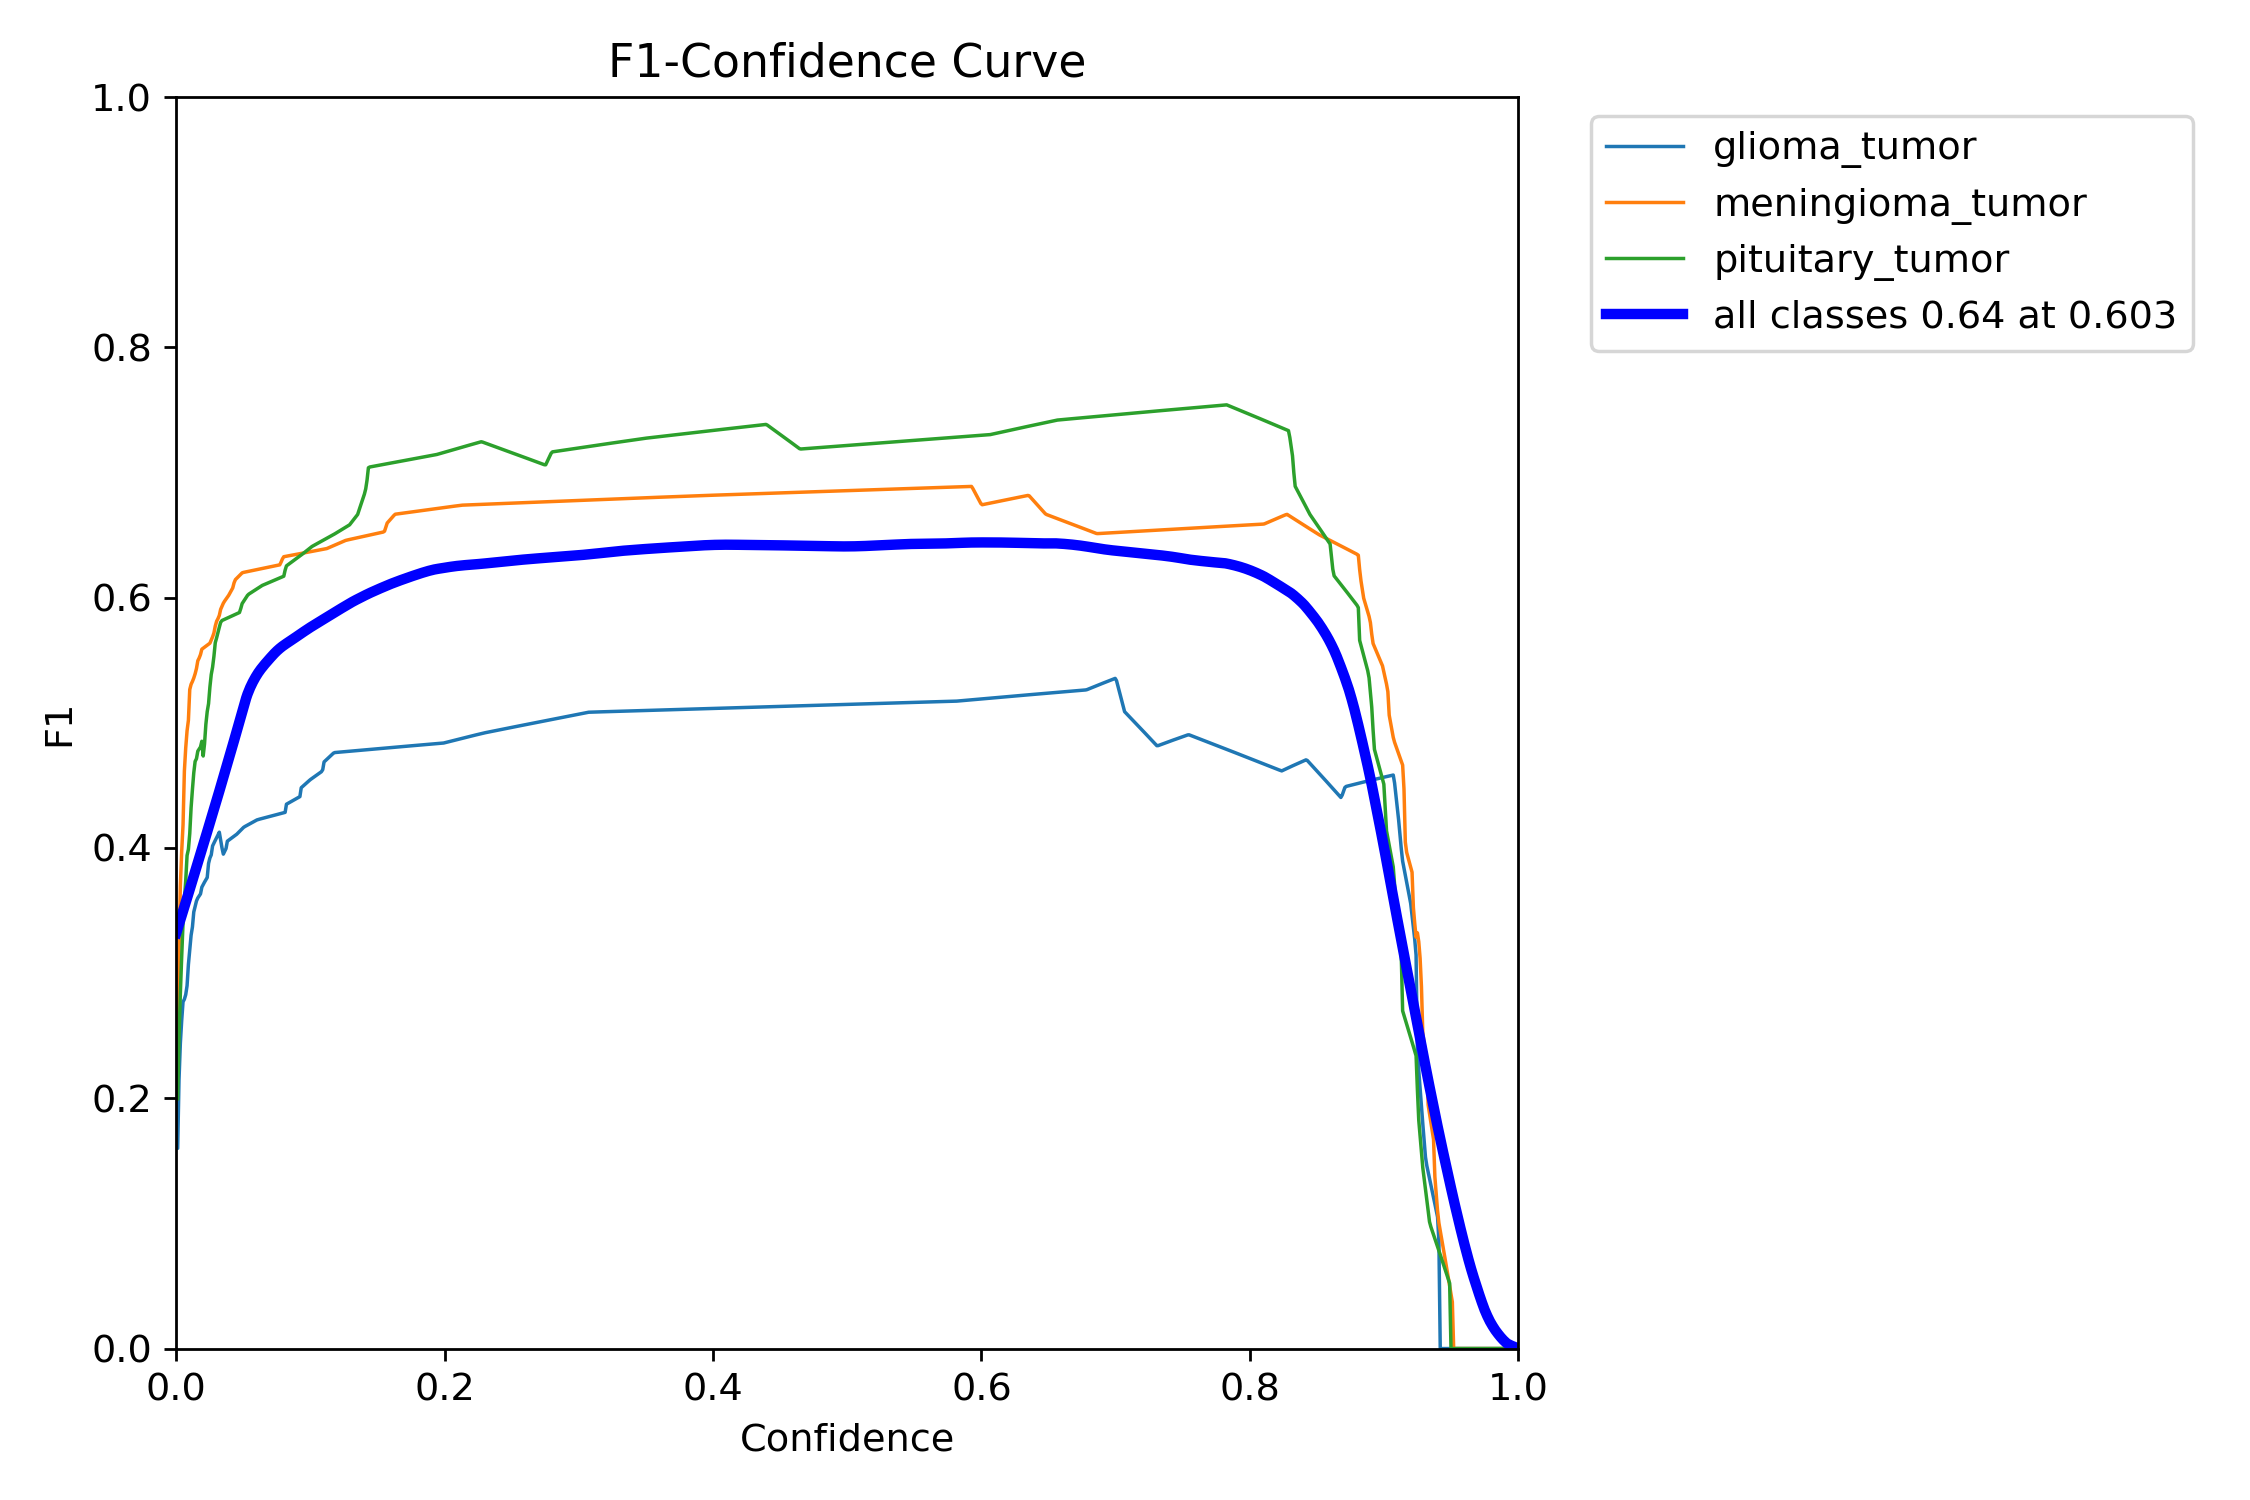 F1-Confidence Curve
1.0
0.8
0.6
0.4
0.2
0.0
F1
0.0 0.2 0.4 0.6 0.8 1.0
Confidence
glioma_tumor
meningioma_tumor
pituitary_tumor
all classes 0.64 at 0.603